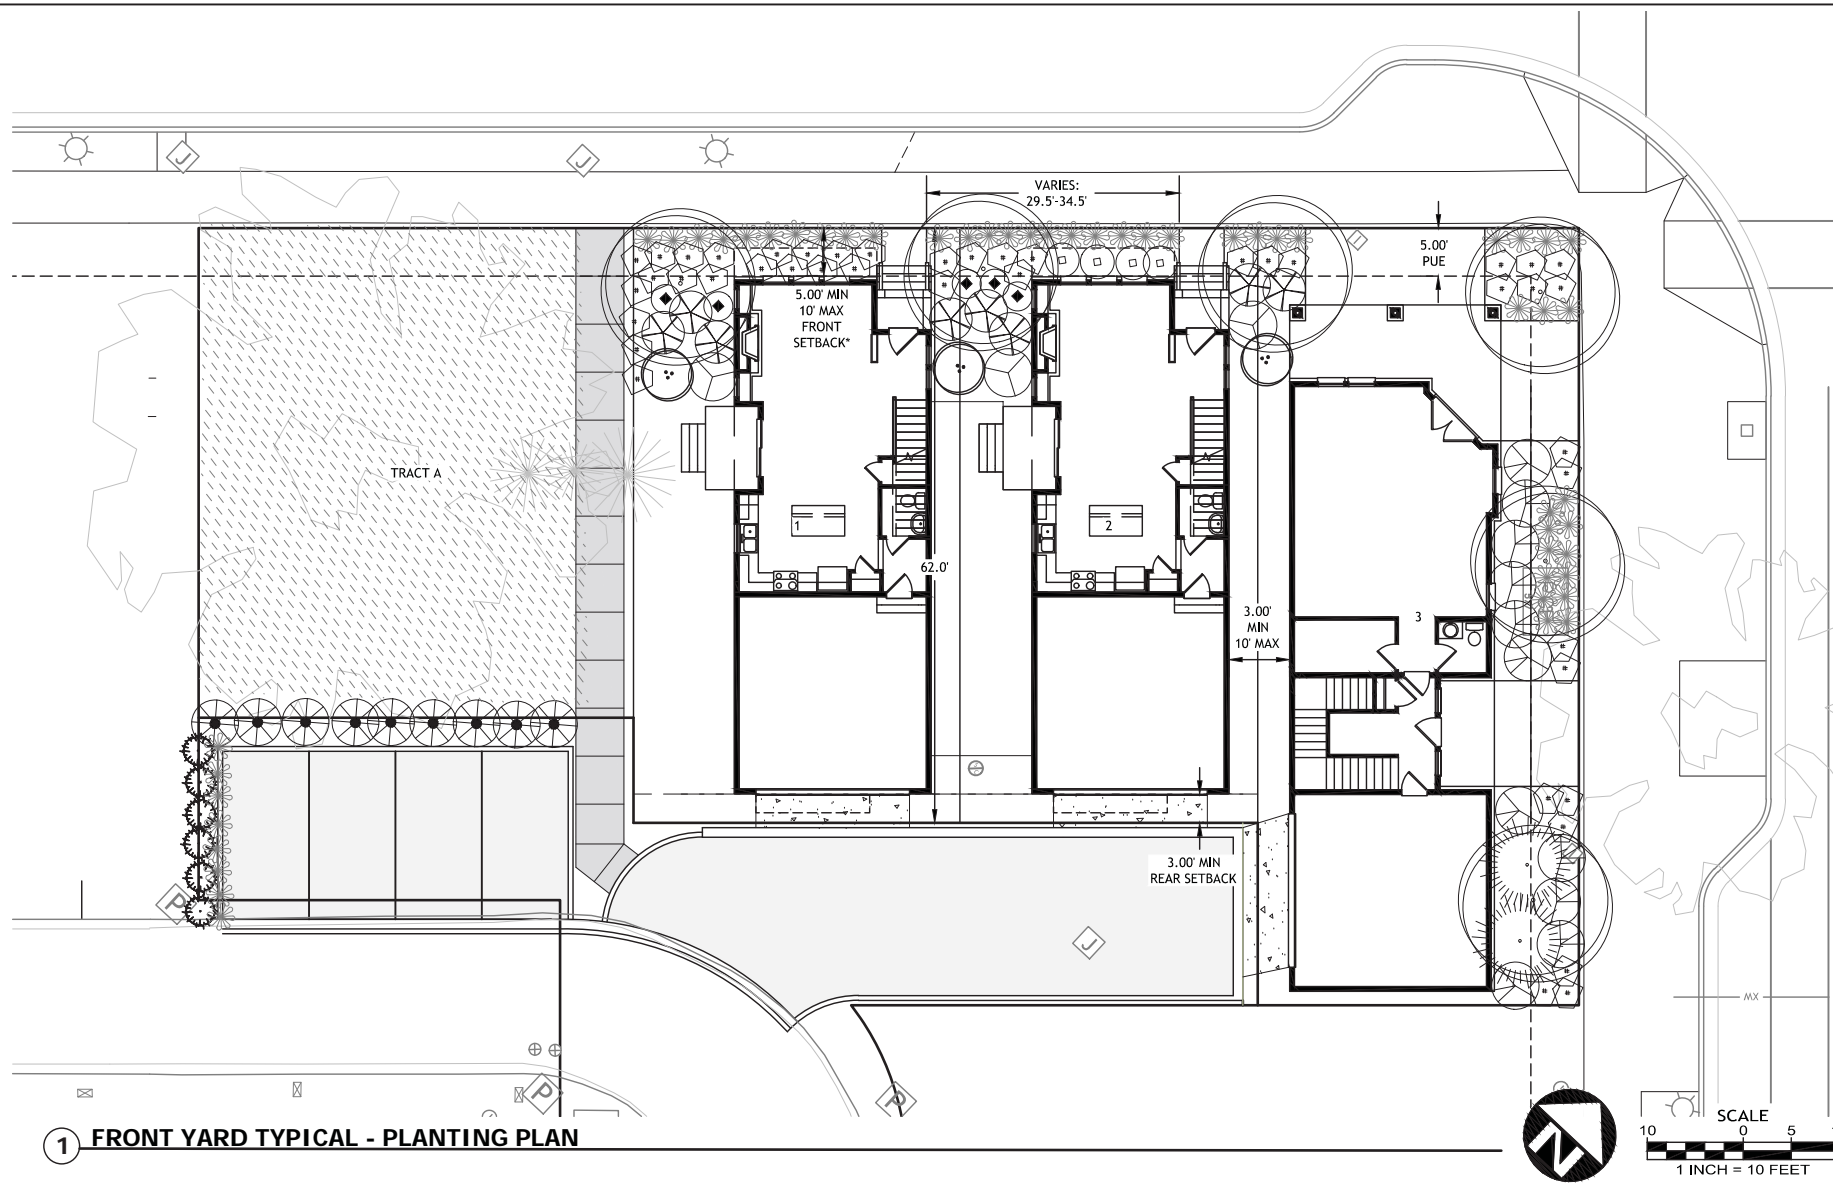 J
J
VARIES:
29.5'-34.5'
5.00'
PUE
5.00' MIN
10' MAX
FRONT
SETBACK*
TRACT A
1
2
62.0'
3.00'
MIN
10' MAX
3
3.00' MIN
REAR SETBACK
P
J
MX
P
P
1 FRONT YARD TYPICAL - PLANTING PLAN
N
SCALE
10 0 5
1 INCH = 10 FEET